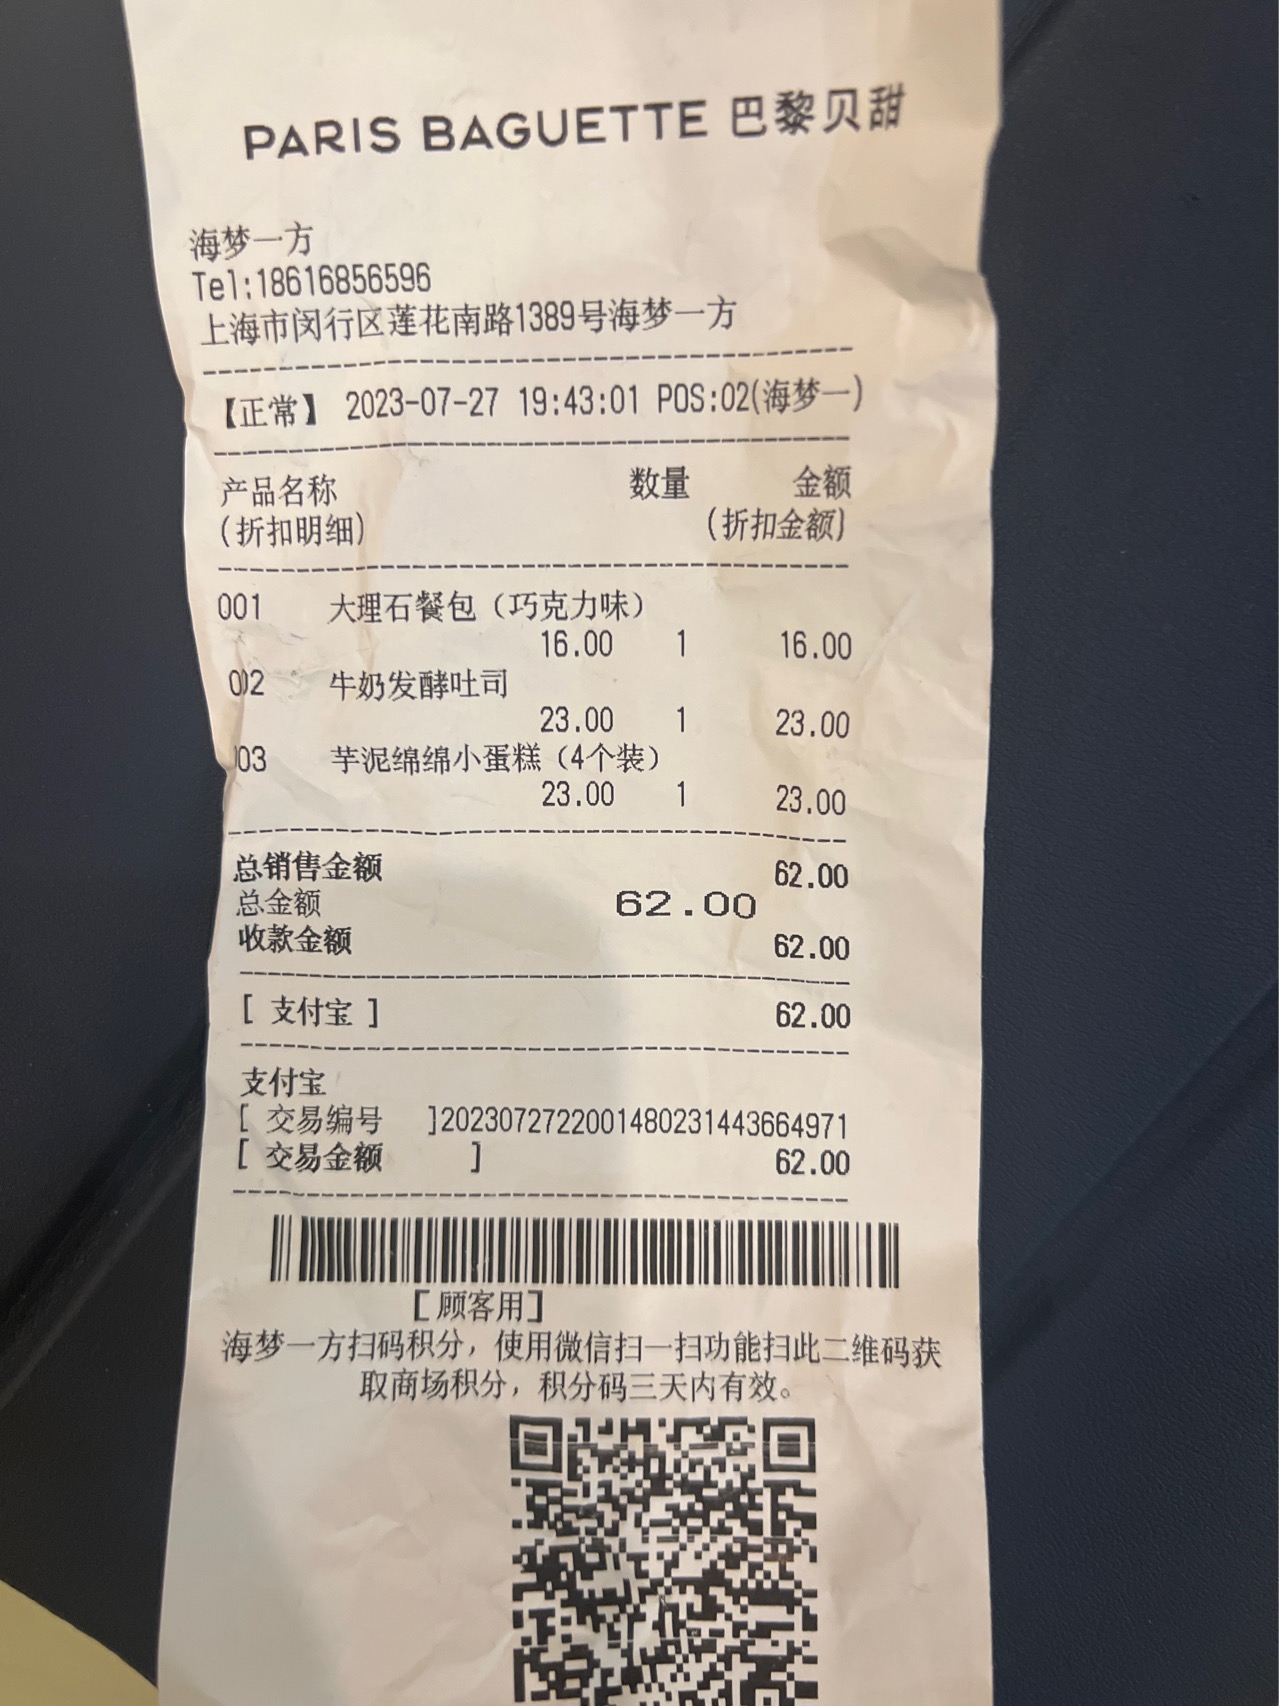 PARIS BAGUETTE 巴黎贝甜
海梦一方
Tel:18616856596
上海市闵行区莲花南路1389号海梦一方
【正常】 2023-07-27 19:43:01 POS:02(海梦一)
产品名称 数量 金额
(折扣明细) (折扣金额)
001 大理石餐包（巧克力味）
16.00 1 16.00
002 牛奶发酵吐司
23.00 1 23.00
003 芋泥绵绵小蛋糕（4个装）
23.00 1 23.00
总销售金额 62.00
总金额 62.00
收款金额 62.00
[ 支付宝 ] 62.00
支付宝
[ 交易编号 ]2023072722001480231443664971
[ 交易金额 ] 62.00
[顾客用]
海梦一方扫码积分，使用微信扫一扫功能扫此二维码获
取商场积分，积分码三天内有效。